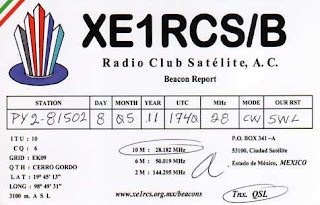 XE1RCS/B
Radio Club Satélite, A.C.
Beacon Report
STATION DAY MONTH YEAR UTC MHz MODE OUR RST
PY2-81502 8 05 11 1740 28 CW SWL
ITU : 10
CQ : 6
GRID : EK09
QTH : CERRO GORDO
LAT : 19° 45' 13"
LONG : 98° 49' 31"
3100 m. A S L
10 M : 28.182 mHz
6 M : 50.019 mHz
2 M : 144.295 mHz
P.O. BOX 341 -A
53100, Ciudad Satélite
Estado de México, MEXICO
www.xe1rcs.org.mx/beacons
Tnx. QSL